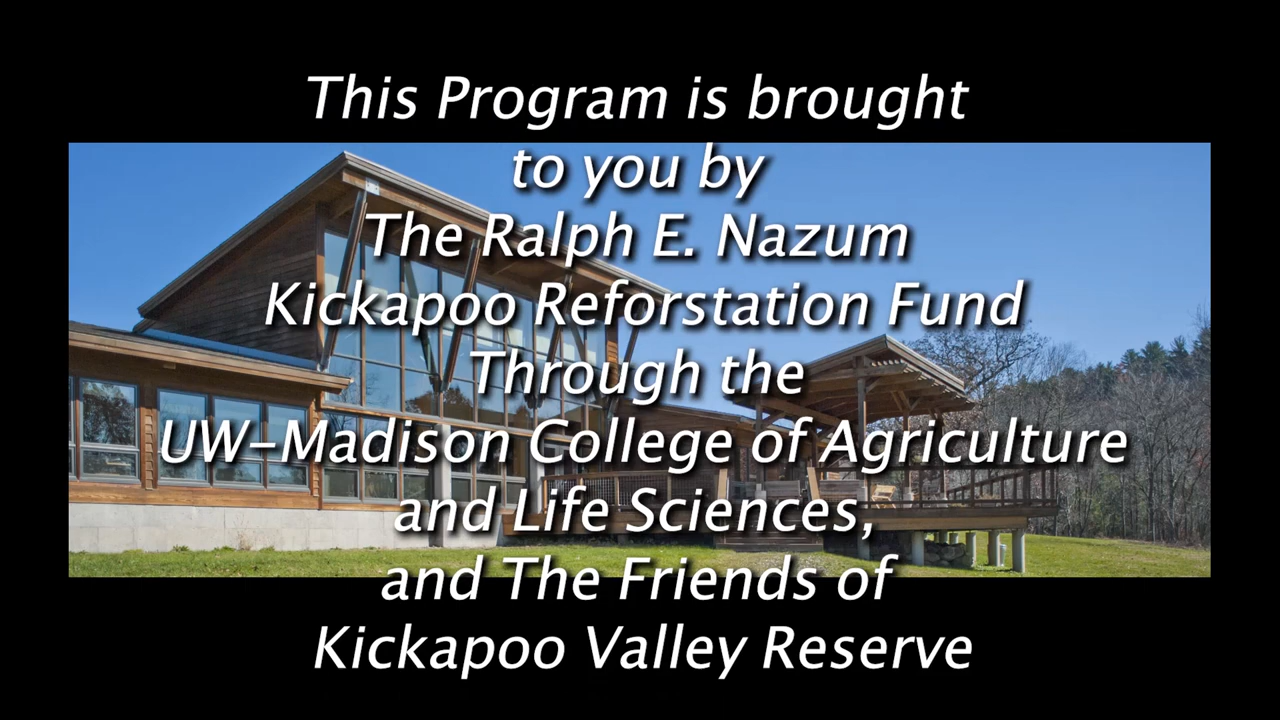 This Program is brought
to you by
The Ralph E. Nazum
Kickapoo Reforstation Fund
Through the
UW-Madison College of Agriculture
and Life Sciences,
and The Friends of
Kickapoo Valley Reserve